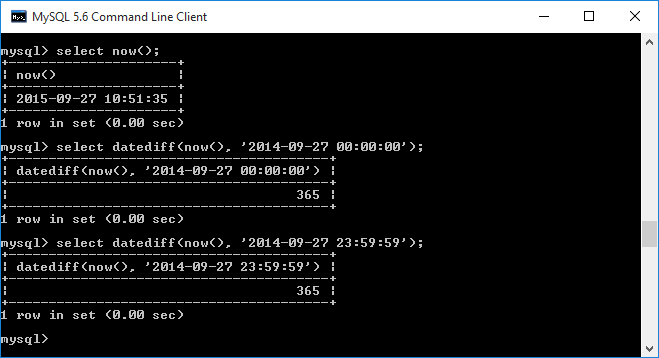 MySQL 5.6 Command Line Client
mysql> select now();
+---------------------+
| now()               |
+---------------------+
| 2015-09-27 10:51:35 |
+---------------------+
1 row in set (0.00 sec)
mysql> select datediff(now(), '2014-09-27 00:00:00');
+----------------------------------------+
| datediff(now(), '2014-09-27 00:00:00') |
+----------------------------------------+
|                                    365 |
+----------------------------------------+
1 row in set (0.00 sec)
mysql> select datediff(now(), '2014-09-27 23:59:59');
+----------------------------------------+
| datediff(now(), '2014-09-27 23:59:59') |
+----------------------------------------+
|                                    365 |
+----------------------------------------+
1 row in set (0.00 sec)
mysql>